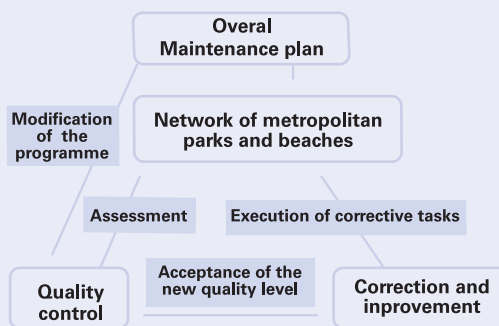 Overal
Maintenance plan
Modification
of the
programme
Network of metropolitan
parks and beaches
Assessment
Execution of corrective tasks
Acceptance of the
new quality level
Quality
control
Correction and
inprovement